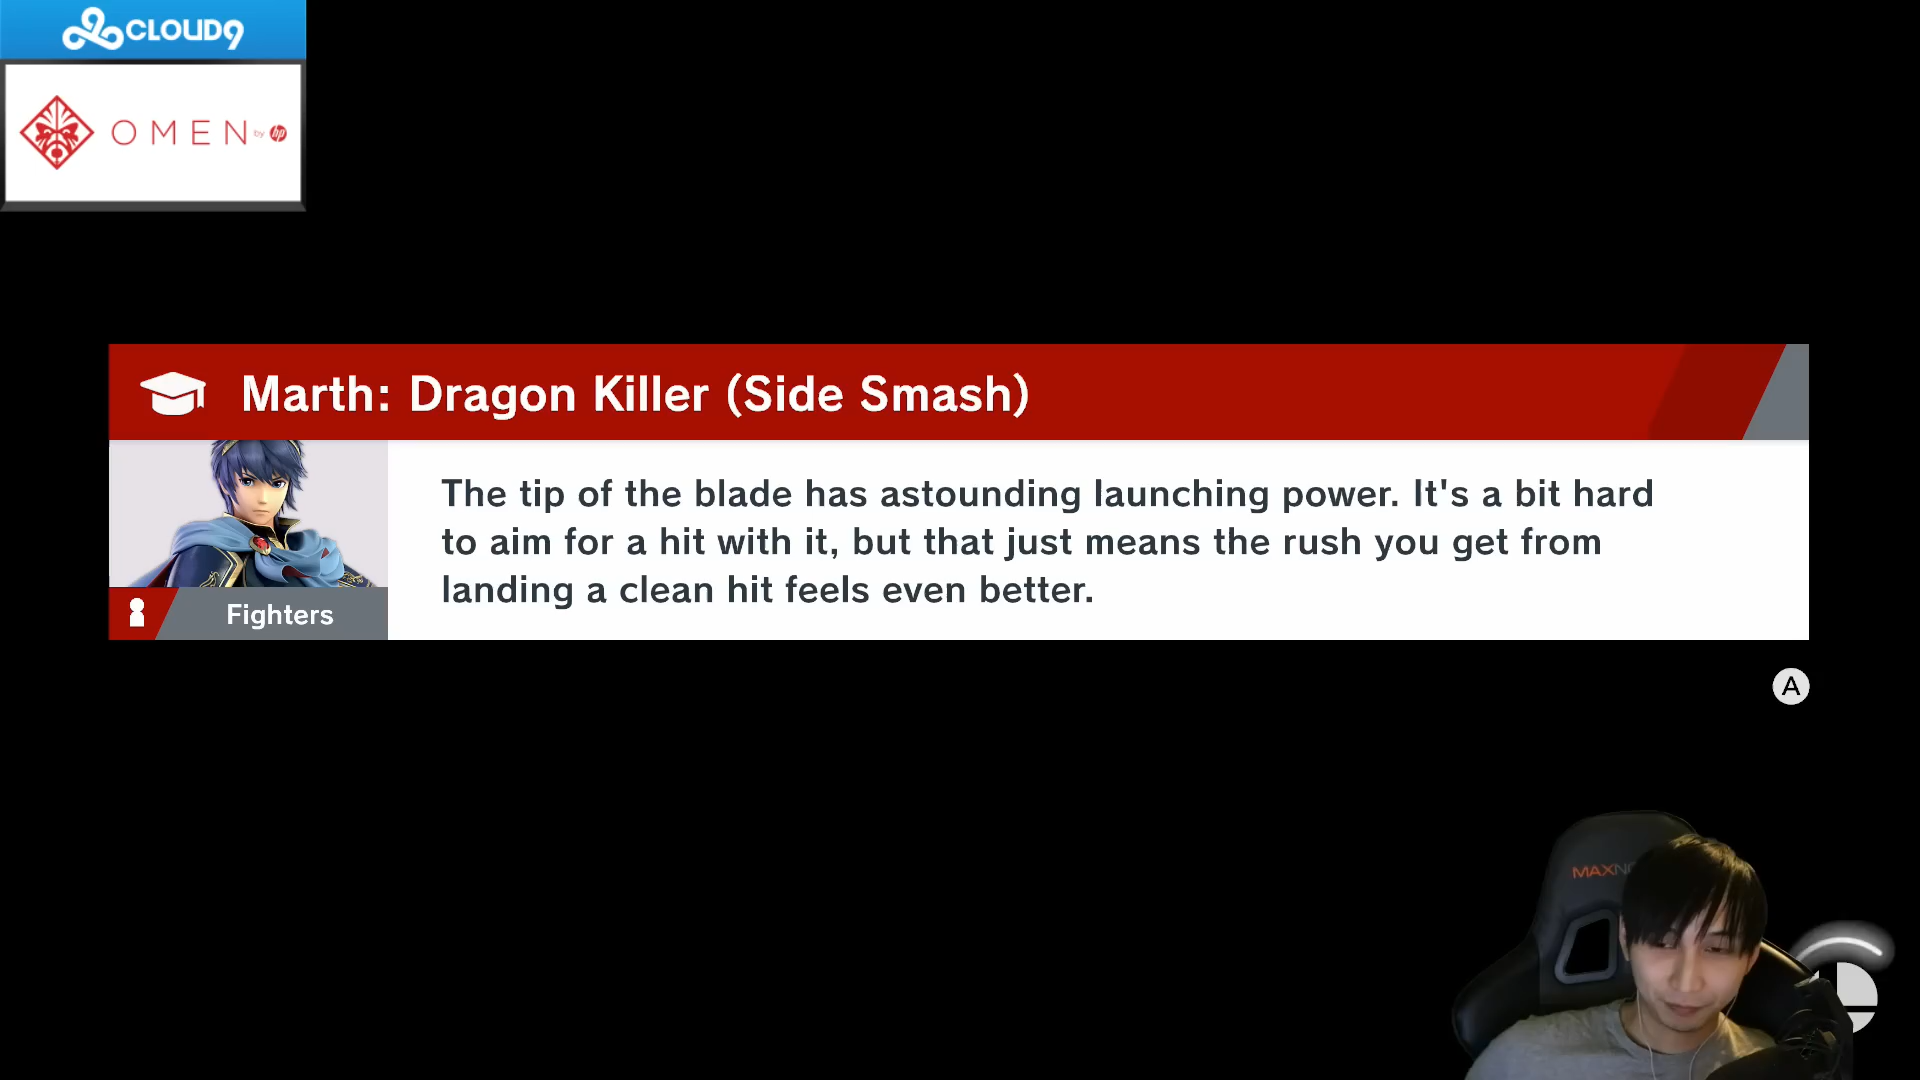 CLOUD9
OMEN by hp
Marth: Dragon Killer (Side Smash)
The tip of the blade has astounding launching power. It's a bit hard
to aim for a hit with it, but that just means the rush you get from
landing a clean hit feels even better.
Fighters
A